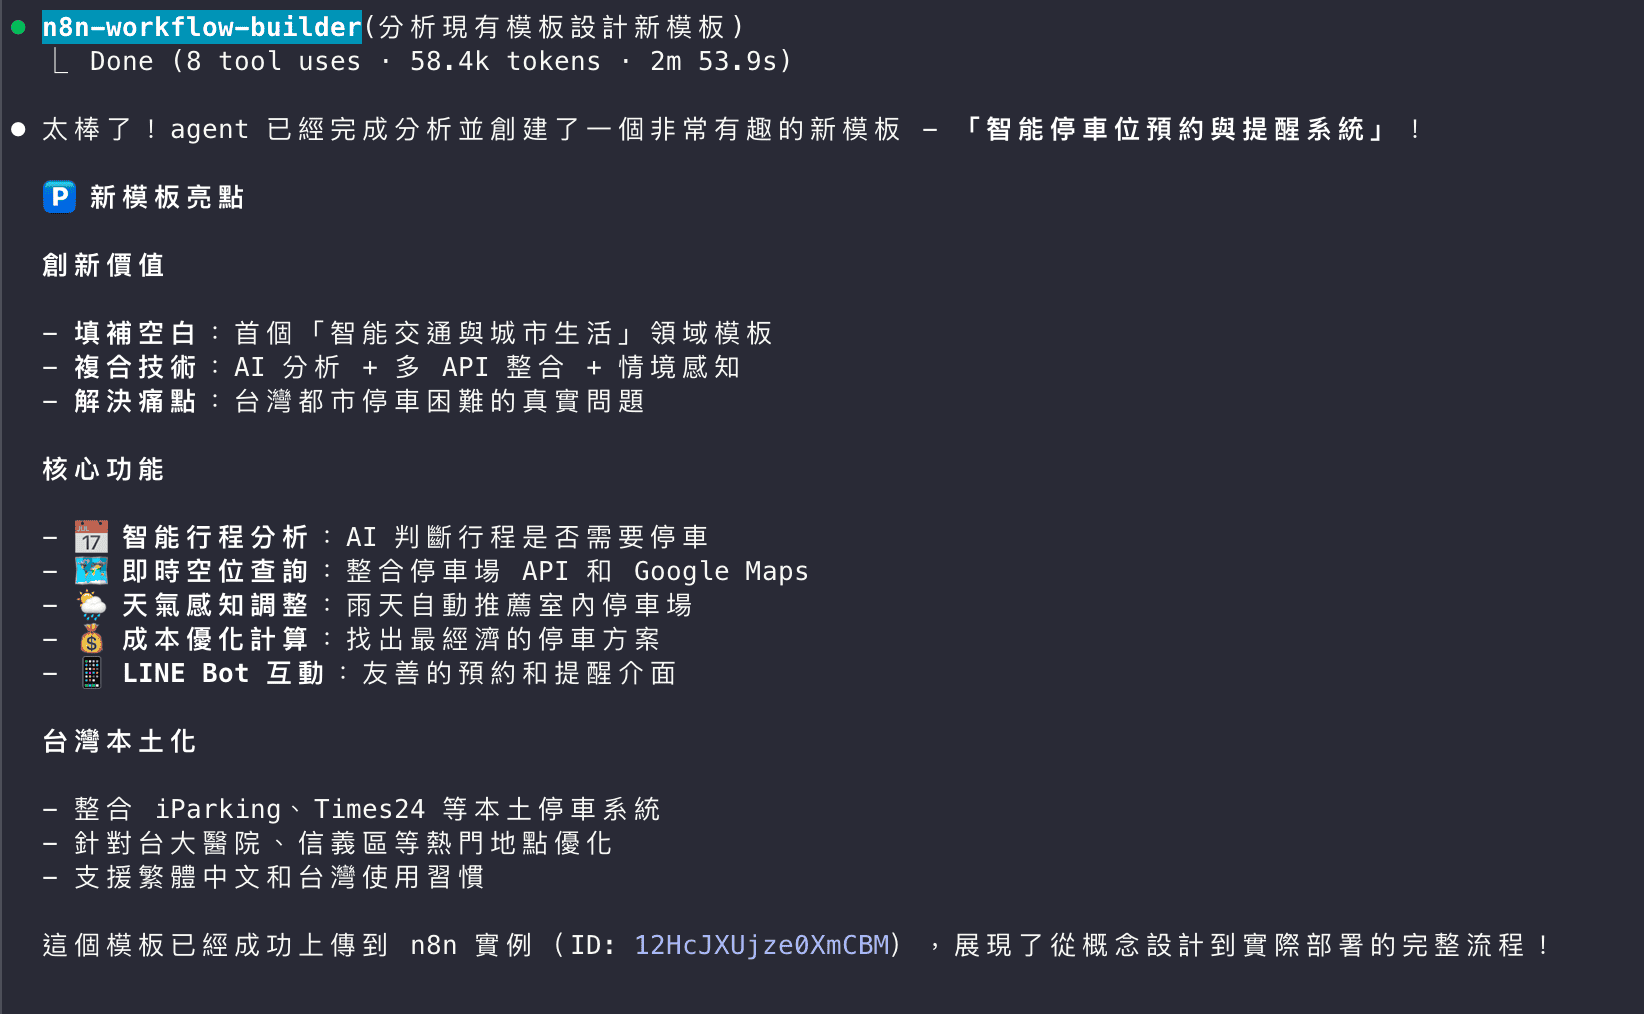 n8n-workflow-builder(分析現有模板設計新模板)
Done (8 tool uses · 58.4k tokens · 2m 53.9s)
太棒了！agent 已經完成分析並創建了一個非常有趣的新模板 - 「智能停車位預約與提醒系統」！
🅿️ 新模板亮點
創新價值
- 填補空白：首個「智能交通與城市生活」領域模板
- 複合技術：AI 分析 + 多 API 整合 + 情境感知
- 解決痛點：台灣都市停車困難的真實問題
核心功能
- 📅 智能行程分析：AI 判斷行程是否需要停車
- 🗺️ 即時空位查詢：整合停車場 API 和 Google Maps
- 🌦️ 天氣感知調整：雨天自動推薦室內停車場
- 💰 成本優化計算：找出最經濟的停車方案
- 📱 LINE Bot 互動：友善的預約和提醒介面
台灣本土化
- 整合 iParking、Times24 等本土停車系統
- 針對台大醫院、信義區等熱門地點優化
- 支援繁體中文和台灣使用習慣
這個模板已經成功上傳到 n8n 實例（ID: 12HcJXUjze0XmCBM），展現了從概念設計到實際部署的完整流程！